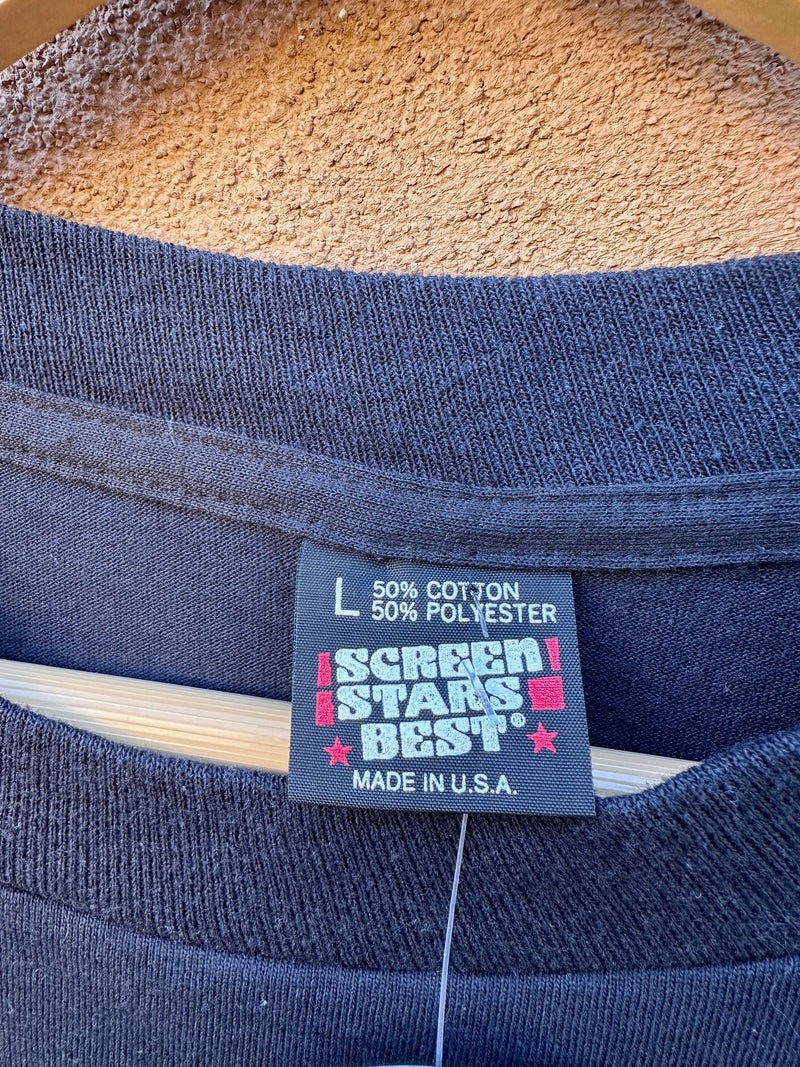 L 50% COTTON
50% POLYESTER
SCREEN
STARS
BEST®
MADE IN U.S.A.